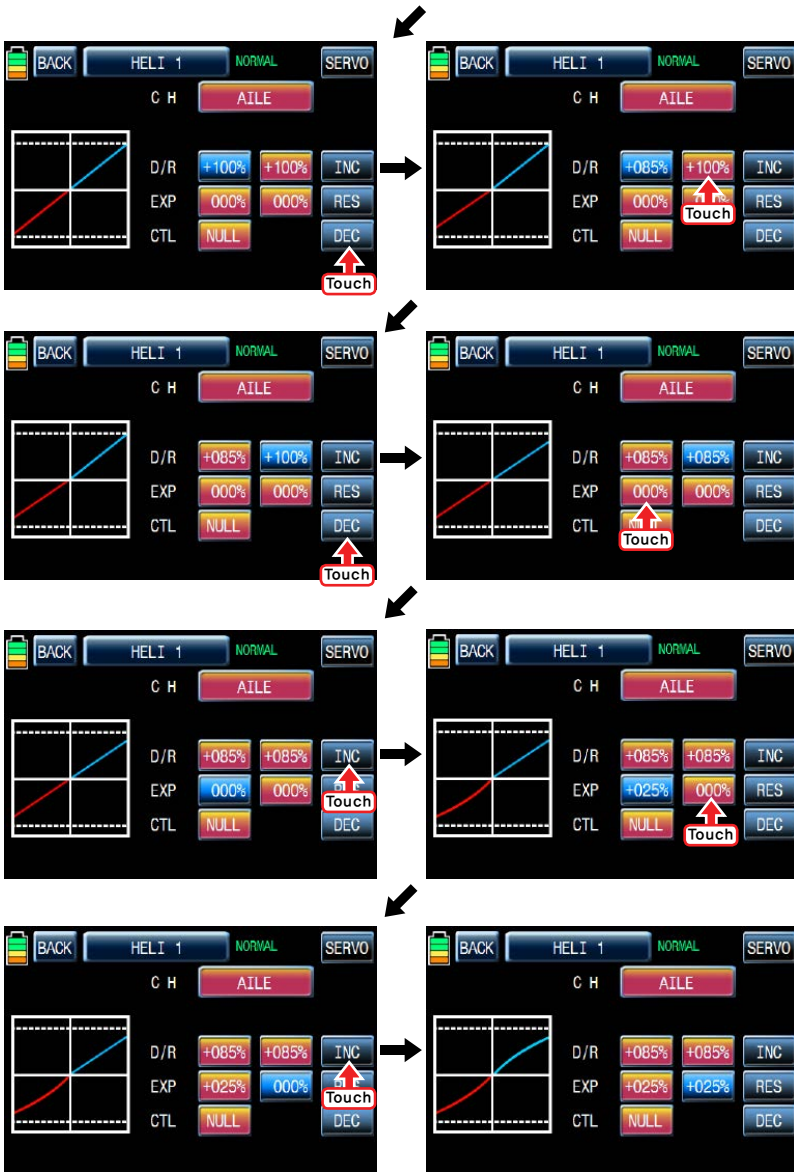 BACK HELI 1 NORMAL SERVO
C H AILE
D/R +100% +100% INC
EXP 000% 000% RES
CTL NULL DEC
Touch
BACK HELI 1 NORMAL SERVO
C H AILE
D/R +085% +100% INC
EXP 000% RES
Touch
CTL NULL DEC
BACK HELI 1 NORMAL SERVO
C H AILE
D/R +085% +100% INC
EXP 000% 000% RES
CTL NULL DEC
Touch
BACK HELI 1 NORMAL SERVO
C H AILE
D/R +085% +085% INC
EXP 000% 000% RES
CTL DEC
Touch
BACK HELI 1 NORMAL SERVO
C H AILE
D/R +085% +085% INC
EXP 000% 000%
Touch
CTL NULL DEC
BACK HELI 1 NORMAL SERVO
C H AILE
D/R +085% +085% INC
EXP +025% 000% RES
CTL NULL DEC
Touch
BACK HELI 1 NORMAL SERVO
C H AILE
D/R +085% +085% INC
EXP +025% 000%
Touch
CTL NULL DEC
BACK HELI 1 NORMAL SERVO
C H AILE
D/R +085% +085% INC
EXP +025% +025% RES
CTL NULL DEC